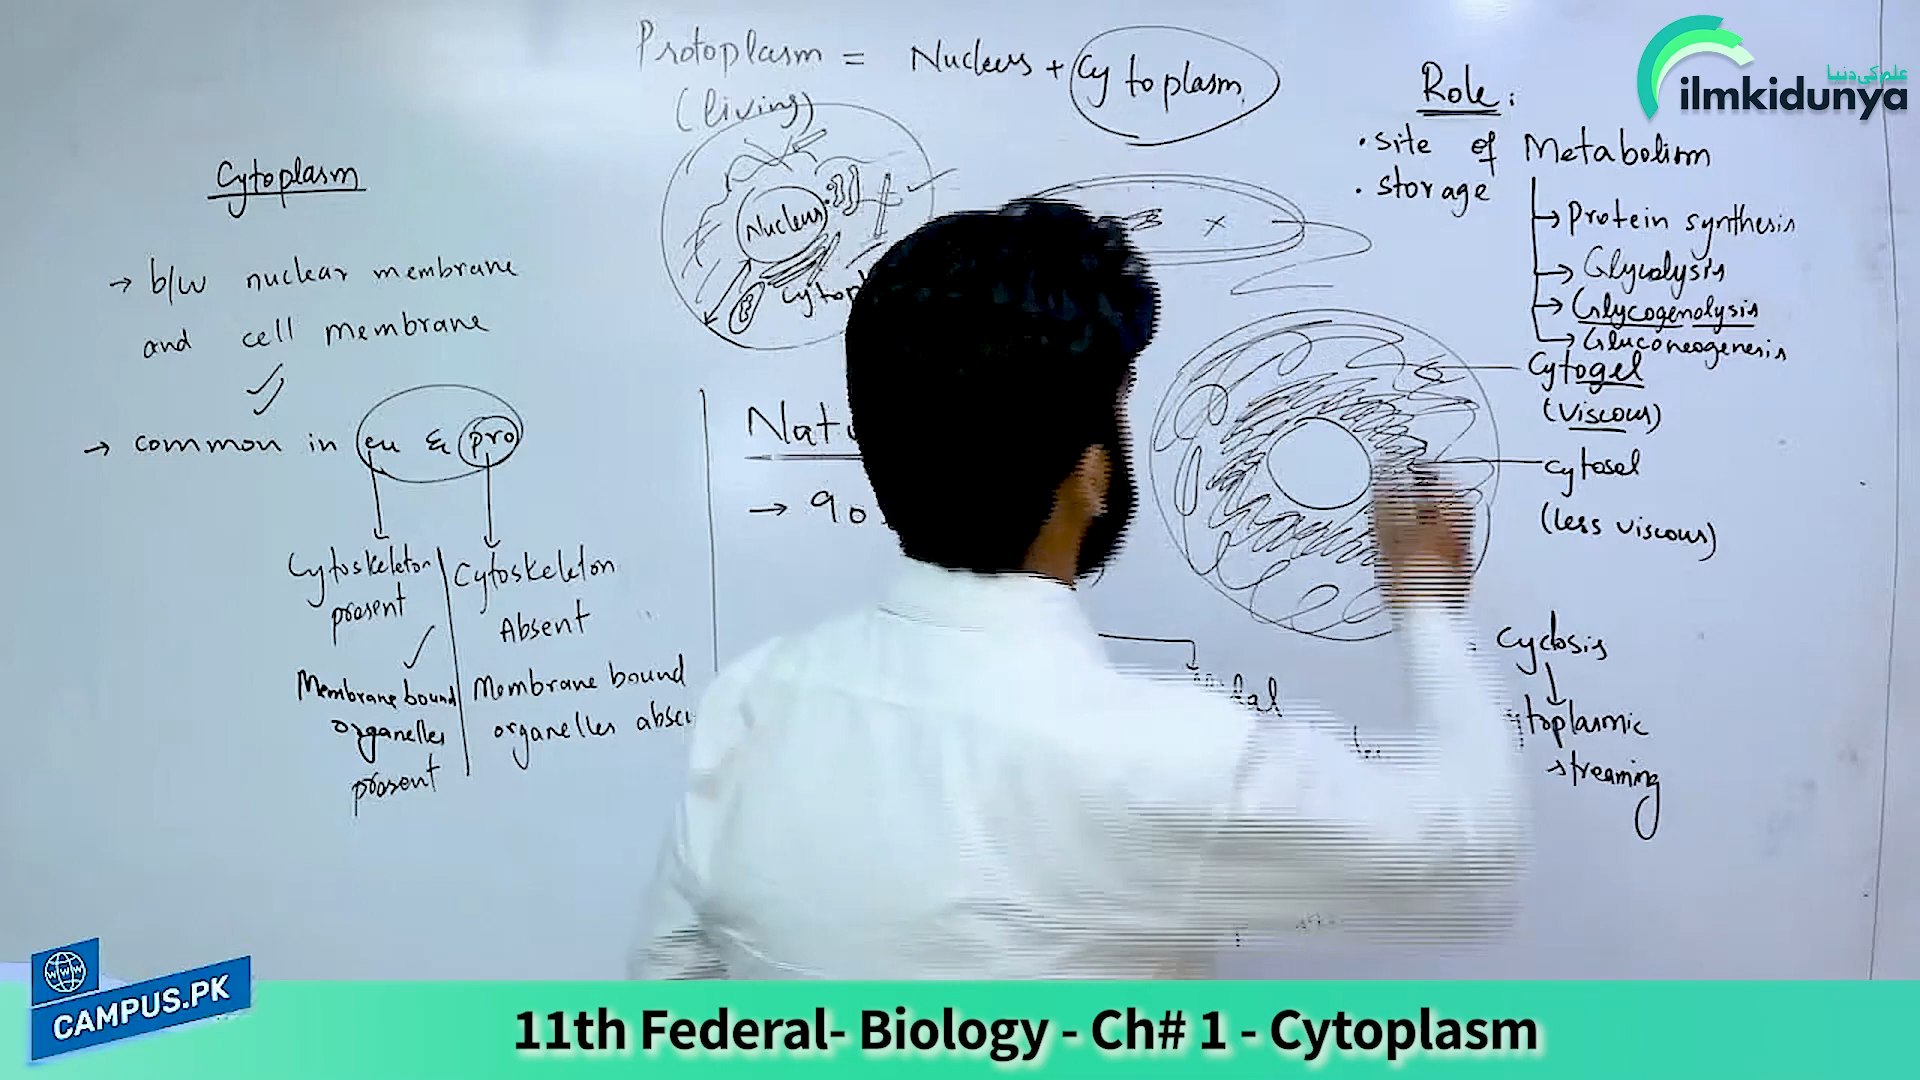 Protoplasm = Nucleus + Cytoplasm
(living)
Cytoplasm
→ b/w nuclear membrane
and cell membrane
→ common in eu & pro
Cytoskeleton
present
Membrane bound
organelles
present
Cytoskeleton
Absent
Membrane bound
organelles
Nucleus
→ 90
Role:
• site of Metabolism
• storage
→ Protein synthesis
→ Glycolysis
→ Glycogenolysis
→ Gluconeogenesis
Cytogel
(viscous)
cytosol
(less viscous)
Cyclosis
streaming
علم کی دنیا
ilmkidunya
WWW
CAMPUS.PK
11th Federal- Biology - Ch# 1 - Cytoplasm